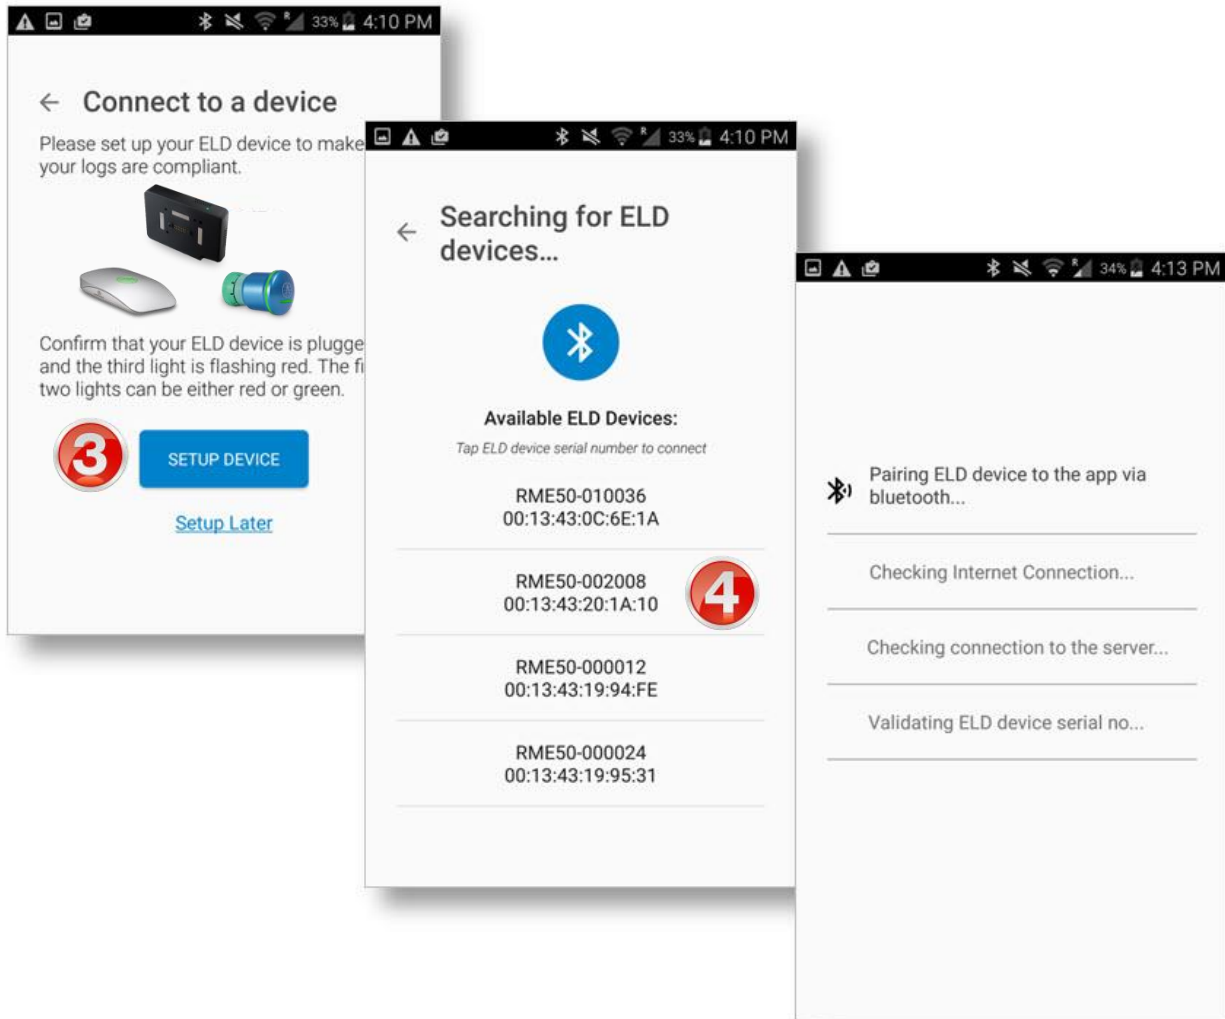 33% 4:10 PM
Connect to a device
Please set up your ELD device to make
your logs are compliant.
Confirm that your ELD device is plugge
and the third light is flashing red. The fi
two lights can be either red or green.
3
SETUP DEVICE
Setup Later
33% 4:10 PM
Searching for ELD
devices...
Available ELD Devices:
Tap ELD device serial number to connect
RME50-010036
00:13:43:0C:6E:1A
RME50-002008
00:13:43:20:1A:10
4
RME50-000012
00:13:43:19:94:FE
RME50-000024
00:13:43:19:95:31
R 34% 4:13 PM
Pairing ELD device to the app via
bluetooth...
Checking Internet Connection...
Checking connection to the server...
Validating ELD device serial no...